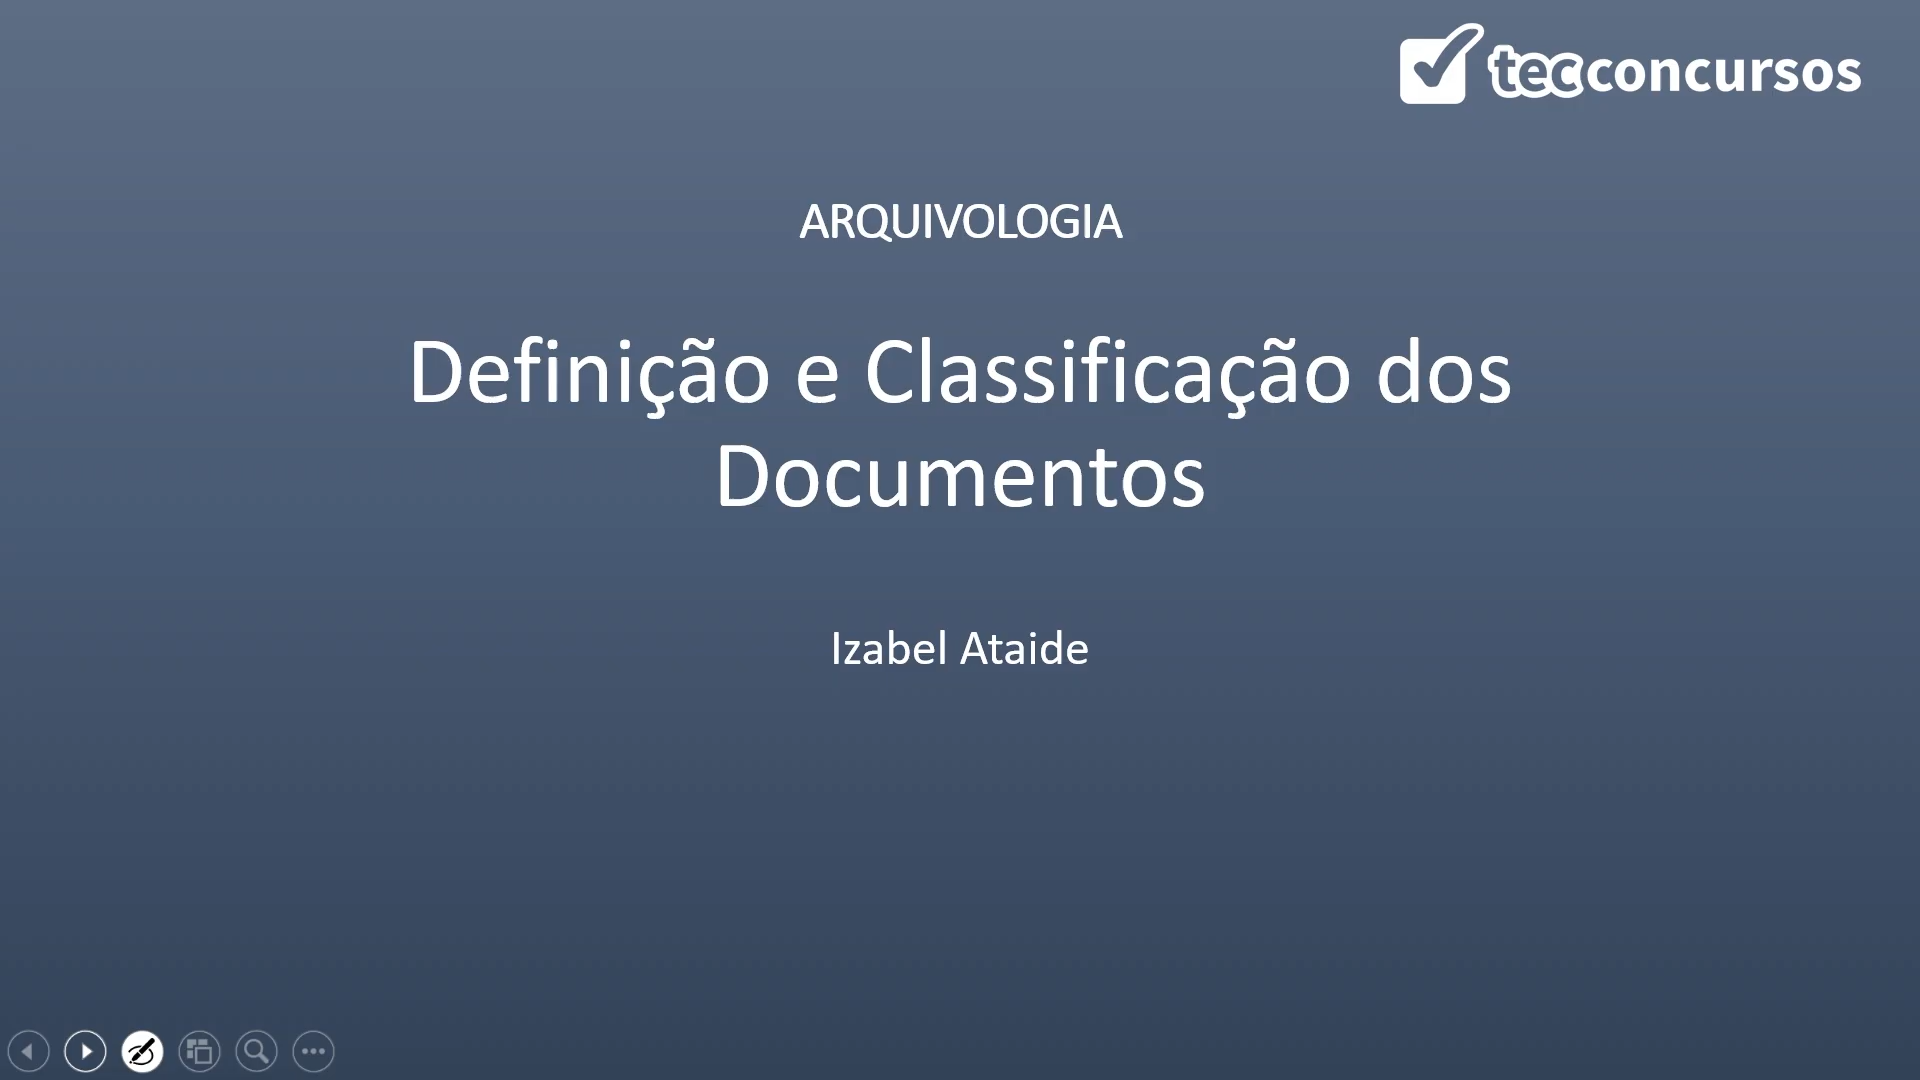 tecconcursos
ARQUIVOLOGIA
Definição e Classificação dos
Documentos
Izabel Ataide